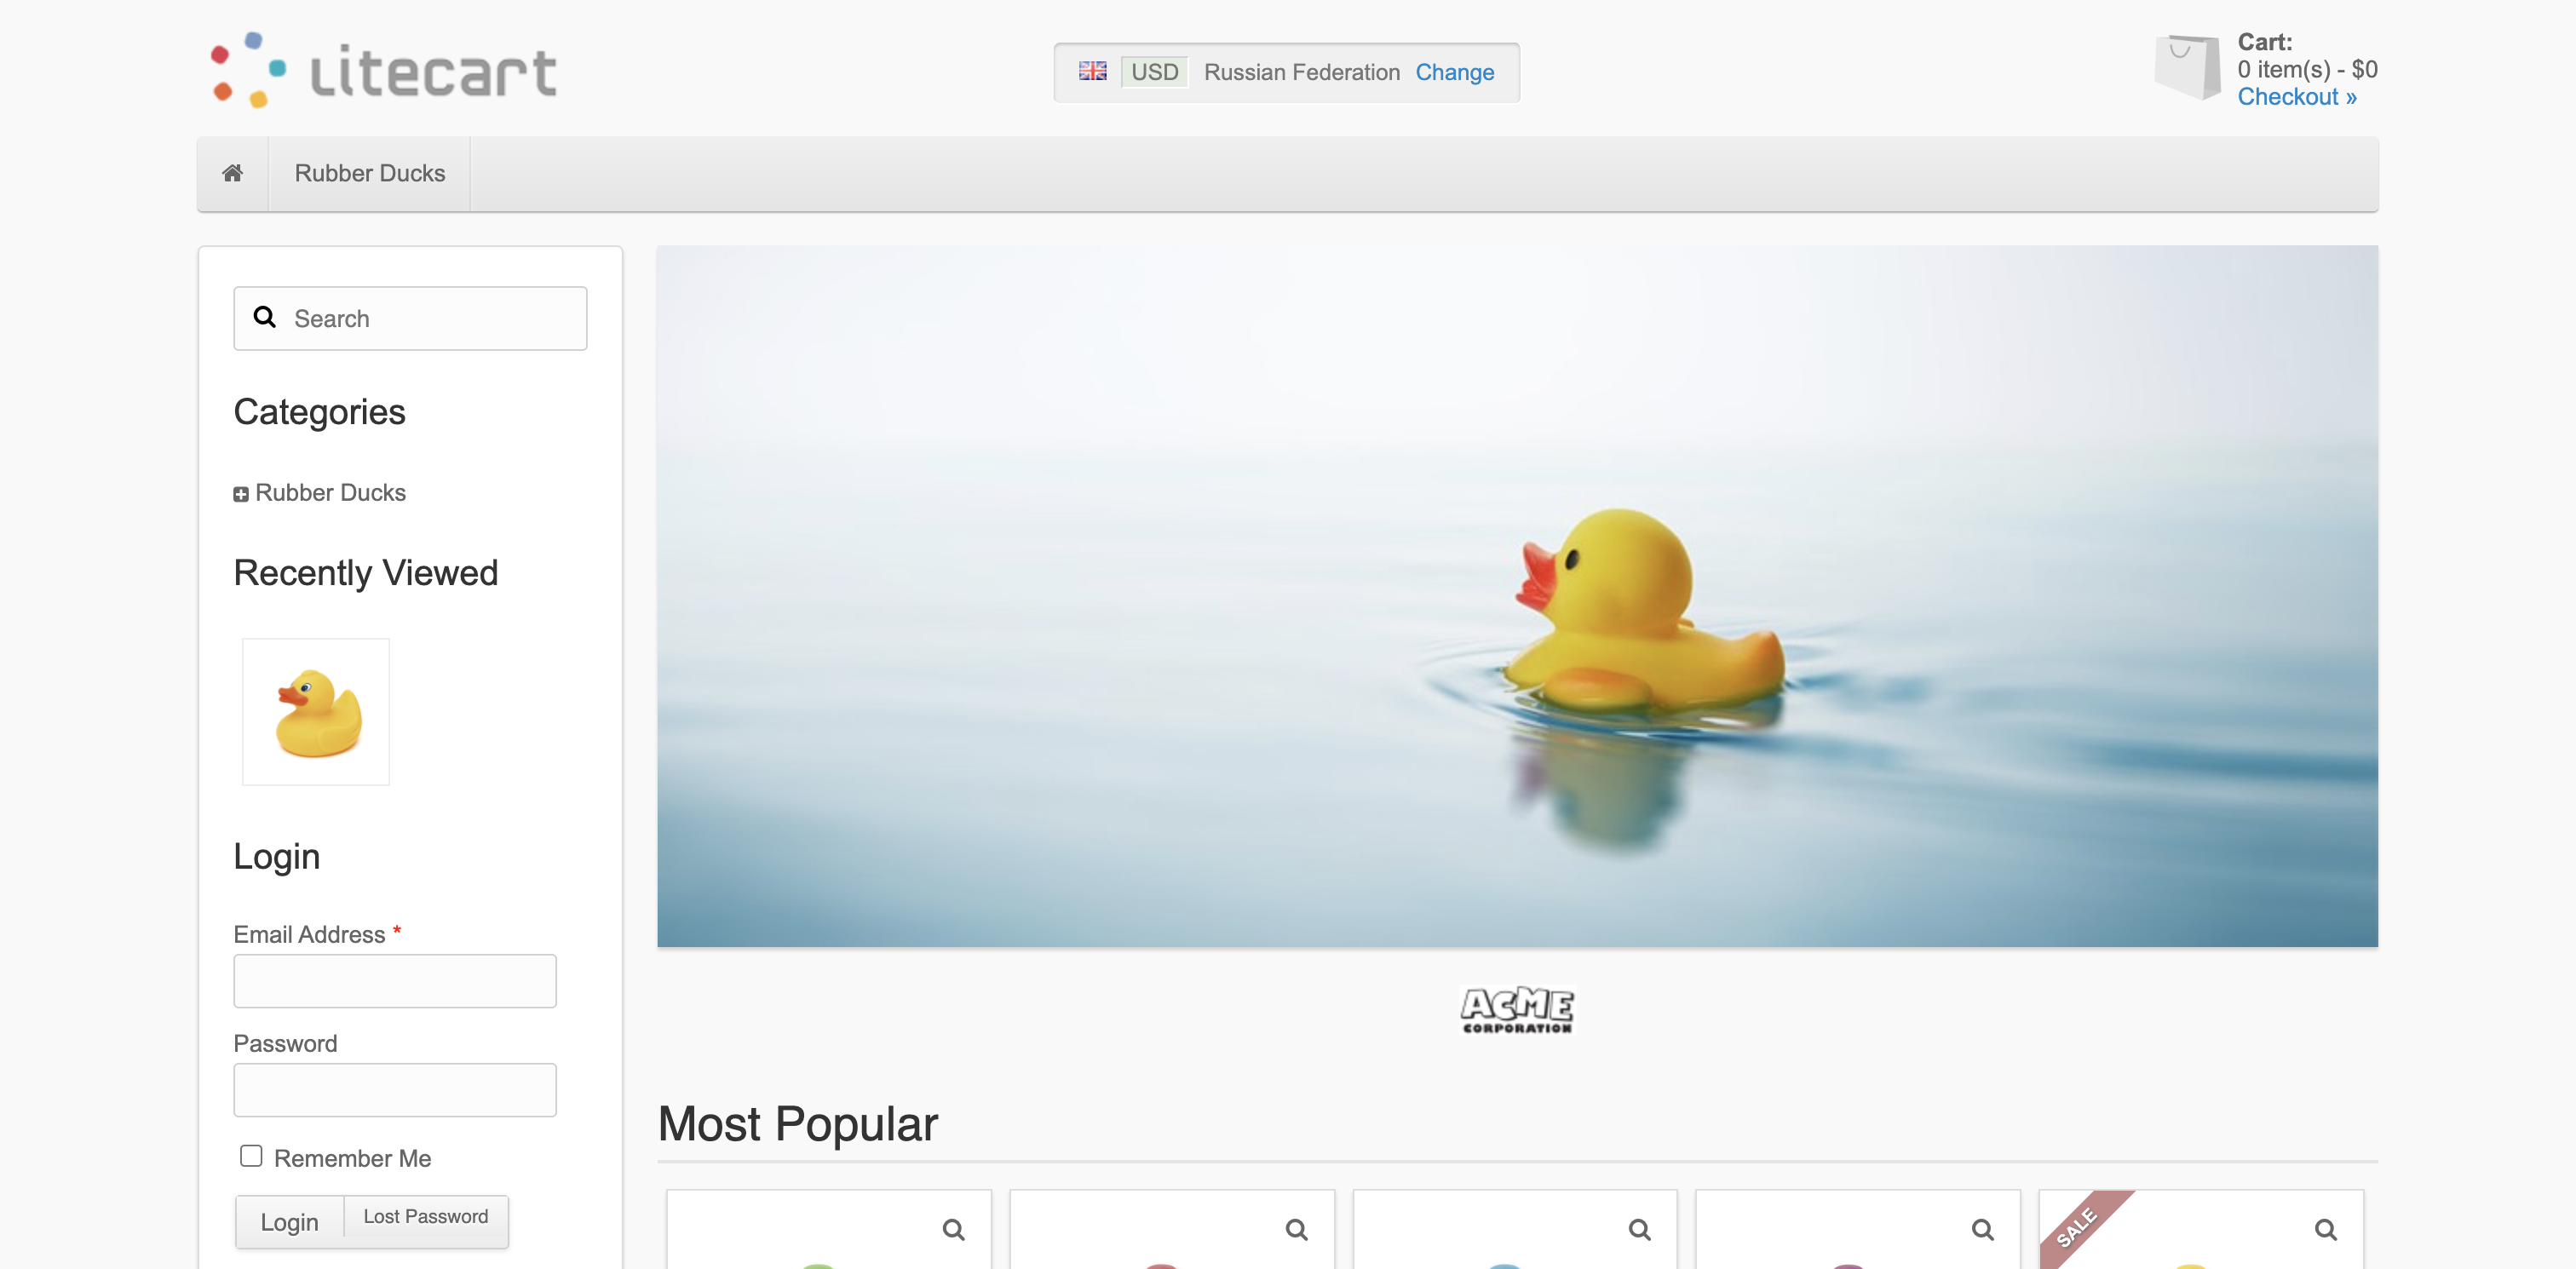 litecart
USD Russian Federation Change
Cart:
0 item(s) - $0
Checkout »
Rubber Ducks
Search
Categories
Rubber Ducks
Recently Viewed
Login
Email Address *
Password
Remember Me
Login Lost Password
ACME
CORPORATION
Most Popular
SALE